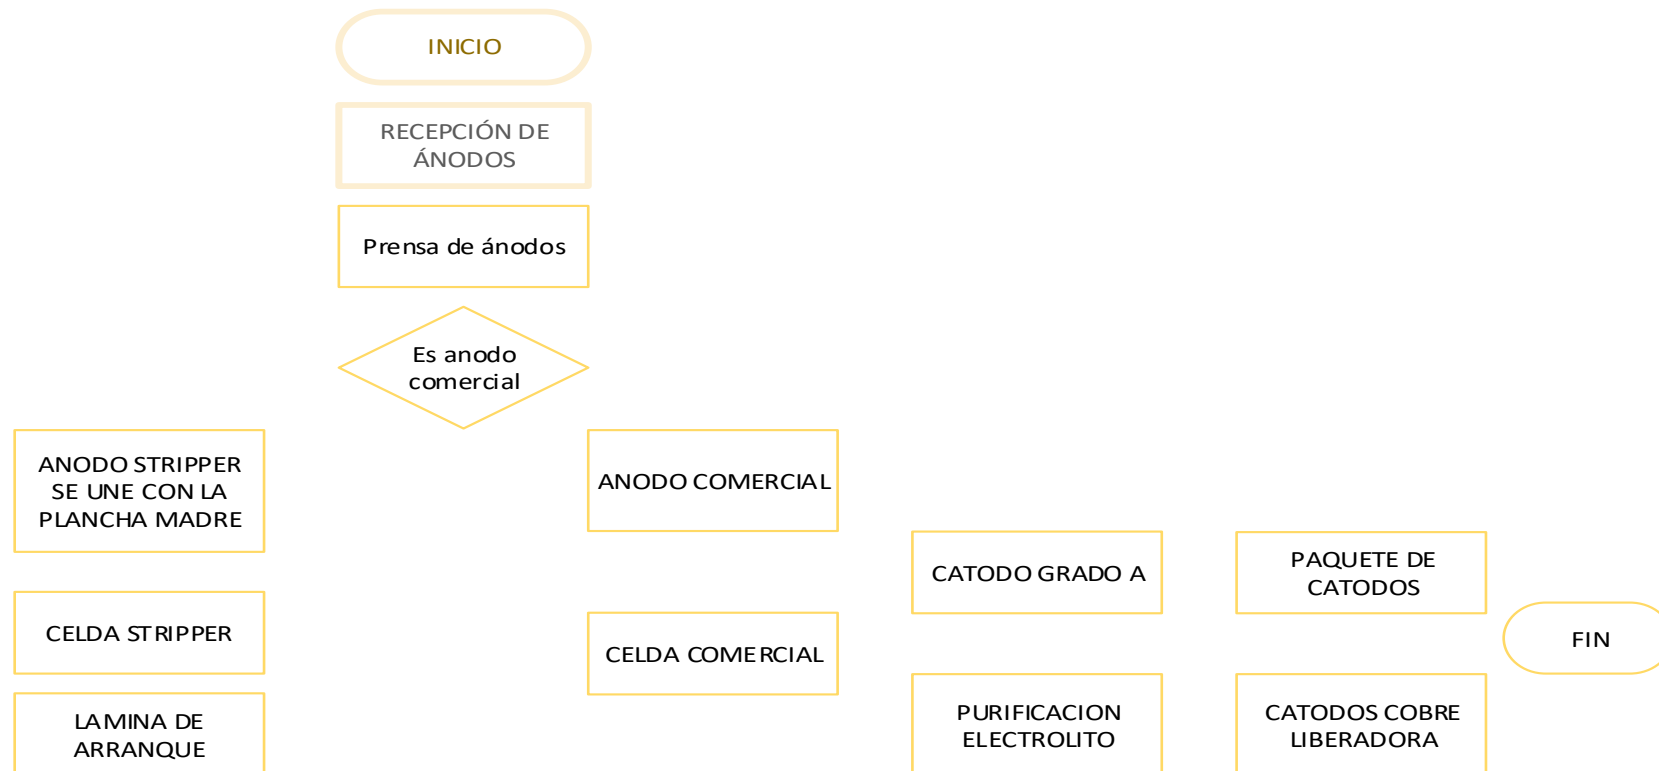 INICIO
RECEPCIÓN DE
ÁNODOS
Prensa de ánodos
Es anodo
comercial
ANODO STRIPPER
SE UNE CON LA
PLANCHA MADRE
ANODO COMERCIAL
CATODO GRADO A
PAQUETE DE
CATODOS
CELDA STRIPPER
CELDA COMERCIAL
FIN
LAMINA DE
ARRANQUE
PURIFICACION
ELECTROLITO
CATODOS COBRE
LIBERADORA